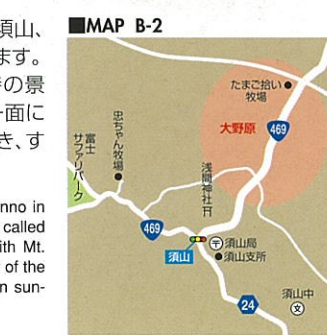 須山、
ます。
の景
一面に
き、す
nno in
called
ith Mt.
of the
n sun-
■MAP B-2
たまご拾い
牧場
大野原
469
忠ちゃん牧場
富士
サファリパーク
浅間神社
469
須山
〒須山局
須山支所
24
須山中
文